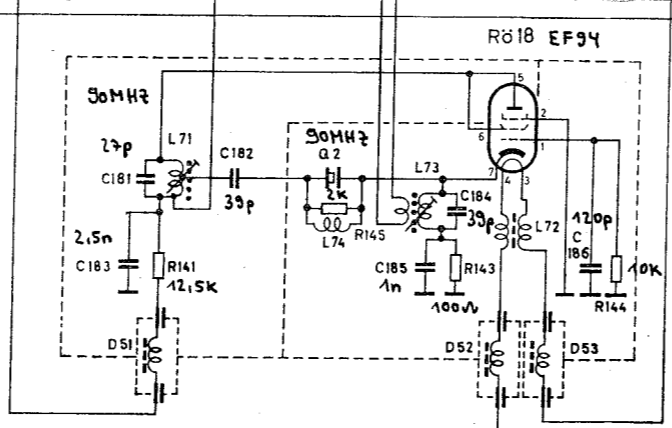 Rö18 EF94
90MHz
5
2
6
1
27p
L71
C182
90MHz
Q2
L73
7
4
3
C181
2k
C184
39p
39p
L74
R145
L72
120p
C
186
2,5n
C183
R141
12,5k
C185
1n
R143
100Ω
10k
R144
D51
D52
D53